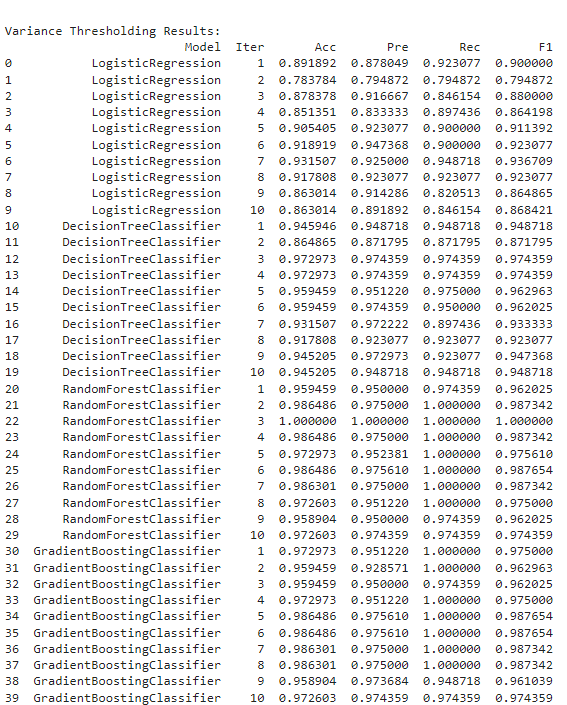 Variance Thresholding Results:
Model Iter Acc Pre Rec F1
0 LogisticRegression 1 0.891892 0.878049 0.923077 0.900000
1 LogisticRegression 2 0.783784 0.794872 0.794872 0.794872
2 LogisticRegression 3 0.878378 0.916667 0.846154 0.880000
3 LogisticRegression 4 0.851351 0.833333 0.897436 0.864198
4 LogisticRegression 5 0.905405 0.923077 0.900000 0.911392
5 LogisticRegression 6 0.918919 0.947368 0.900000 0.923077
6 LogisticRegression 7 0.931507 0.925000 0.948718 0.936709
7 LogisticRegression 8 0.917808 0.923077 0.923077 0.923077
8 LogisticRegression 9 0.863014 0.914286 0.820513 0.864865
9 LogisticRegression 10 0.863014 0.891892 0.846154 0.868421
10 DecisionTreeClassifier 1 0.945946 0.948718 0.948718 0.948718
11 DecisionTreeClassifier 2 0.864865 0.871795 0.871795 0.871795
12 DecisionTreeClassifier 3 0.972973 0.974359 0.974359 0.974359
13 DecisionTreeClassifier 4 0.972973 0.974359 0.974359 0.974359
14 DecisionTreeClassifier 5 0.959459 0.951220 0.975000 0.962963
15 DecisionTreeClassifier 6 0.959459 0.974359 0.950000 0.962025
16 DecisionTreeClassifier 7 0.931507 0.972222 0.897436 0.933333
17 DecisionTreeClassifier 8 0.917808 0.923077 0.923077 0.923077
18 DecisionTreeClassifier 9 0.945205 0.972973 0.923077 0.947368
19 DecisionTreeClassifier 10 0.945205 0.948718 0.948718 0.948718
20 RandomForestClassifier 1 0.959459 0.950000 0.974359 0.962025
21 RandomForestClassifier 2 0.986486 0.975000 1.000000 0.987342
22 RandomForestClassifier 3 1.000000 1.000000 1.000000 1.000000
23 RandomForestClassifier 4 0.986486 0.975000 1.000000 0.987342
24 RandomForestClassifier 5 0.972973 0.952381 1.000000 0.975610
25 RandomForestClassifier 6 0.986486 0.975610 1.000000 0.987654
26 RandomForestClassifier 7 0.986301 0.975000 1.000000 0.987342
27 RandomForestClassifier 8 0.972603 0.951220 1.000000 0.975000
28 RandomForestClassifier 9 0.958904 0.950000 0.974359 0.962025
29 RandomForestClassifier 10 0.972603 0.974359 0.974359 0.974359
30 GradientBoostingClassifier 1 0.972973 0.951220 1.000000 0.975000
31 GradientBoostingClassifier 2 0.959459 0.928571 1.000000 0.962963
32 GradientBoostingClassifier 3 0.959459 0.950000 0.974359 0.962025
33 GradientBoostingClassifier 4 0.972973 0.951220 1.000000 0.975000
34 GradientBoostingClassifier 5 0.986486 0.975610 1.000000 0.987654
35 GradientBoostingClassifier 6 0.986486 0.975610 1.000000 0.987654
36 GradientBoostingClassifier 7 0.986301 0.975000 1.000000 0.987342
37 GradientBoostingClassifier 8 0.986301 0.975000 1.000000 0.987342
38 GradientBoostingClassifier 9 0.958904 0.973684 0.948718 0.961039
39 GradientBoostingClassifier 10 0.972603 0.974359 0.974359 0.974359